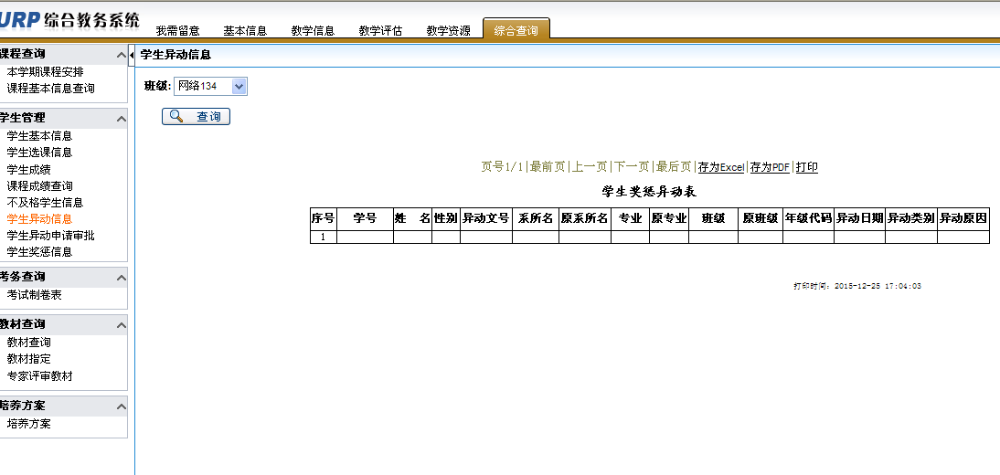 URP 综合教务系统
我需留意 基本信息 教学信息 教学评估 教学资源 综合查询
课程查询
本学期课程安排
课程基本信息查询
学生管理
学生基本信息
学生选课信息
学生成绩
课程成绩查询
不及格学生信息
学生异动信息
学生异动申请审批
学生奖惩信息
考务查询
考试制卷表
教材查询
教材查询
教材指定
专家评审教材
培养方案
培养方案
学生异动信息
班级: 网络134
查询
页号1/1|最前页|上一页|下一页|最后页|存为Excel|存为PDF|打印
学生奖惩异动表
序号 学号 姓 名 性别 异动文号 系所名 原系所名 专业 原专业 班级 原班级 年级代码 异动日期 异动类别 异动原因
1
打印时间: 2015-12-25 17:04:03